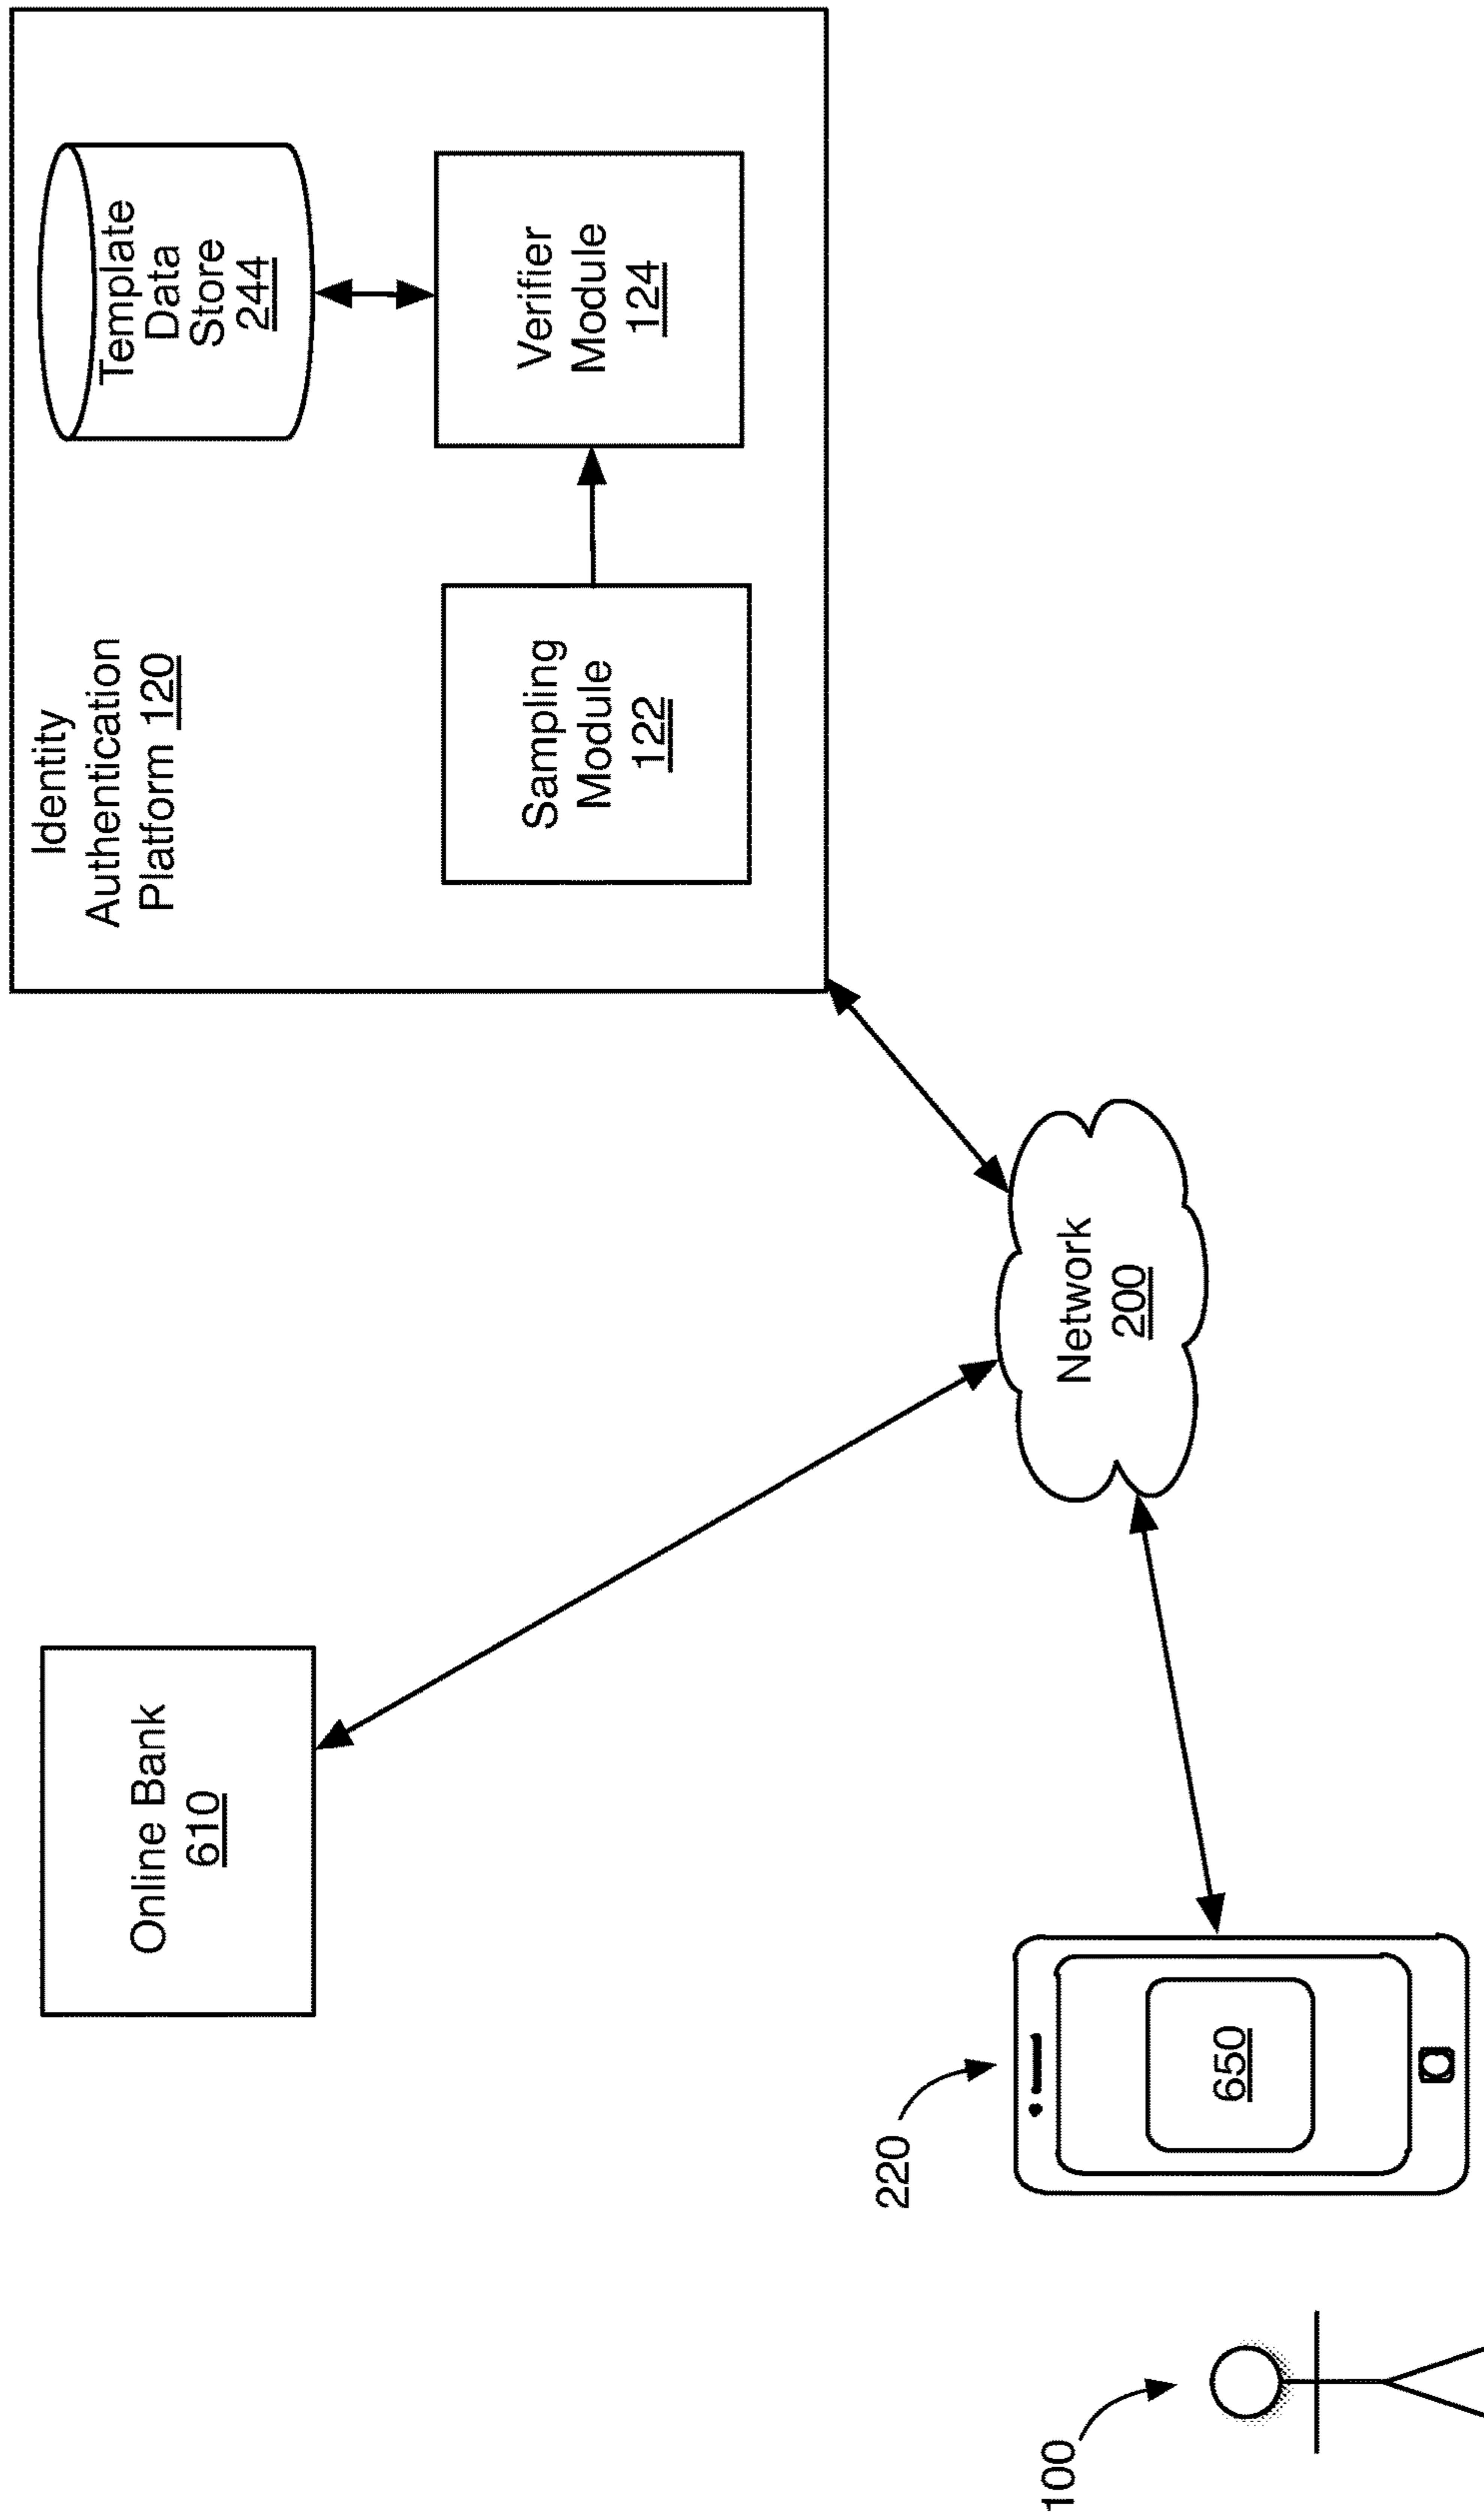 Online Bank
610
Identity
Authentication
Platform 120
Template
Data
Store
244
Sampling
Module
122
Verifier
Module
124
Network
200
220
650
100